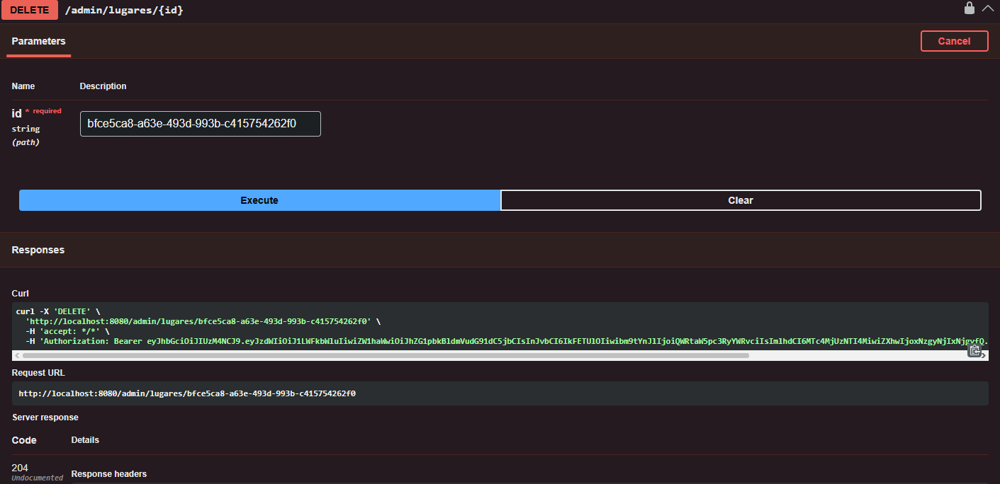 DELETE /admin/lugares/{id}
Parameters
Cancel
Name Description
id * required
string
(path)
bfce5ca8-a63e-493d-993b-c415754262f0
Execute Clear
Responses
Curl
curl -X 'DELETE' \
'http://localhost:8080/admin/lugares/bfce5ca8-a63e-493d-993b-c415754262f0' \
-H 'accept: */*' \
-H 'Authorization: Bearer
Request URL
http://localhost:8080/admin/lugares/bfce5ca8-a63e-493d-993b-c415754262f0
Server response
Code Details
204
Undocumented
Response headers